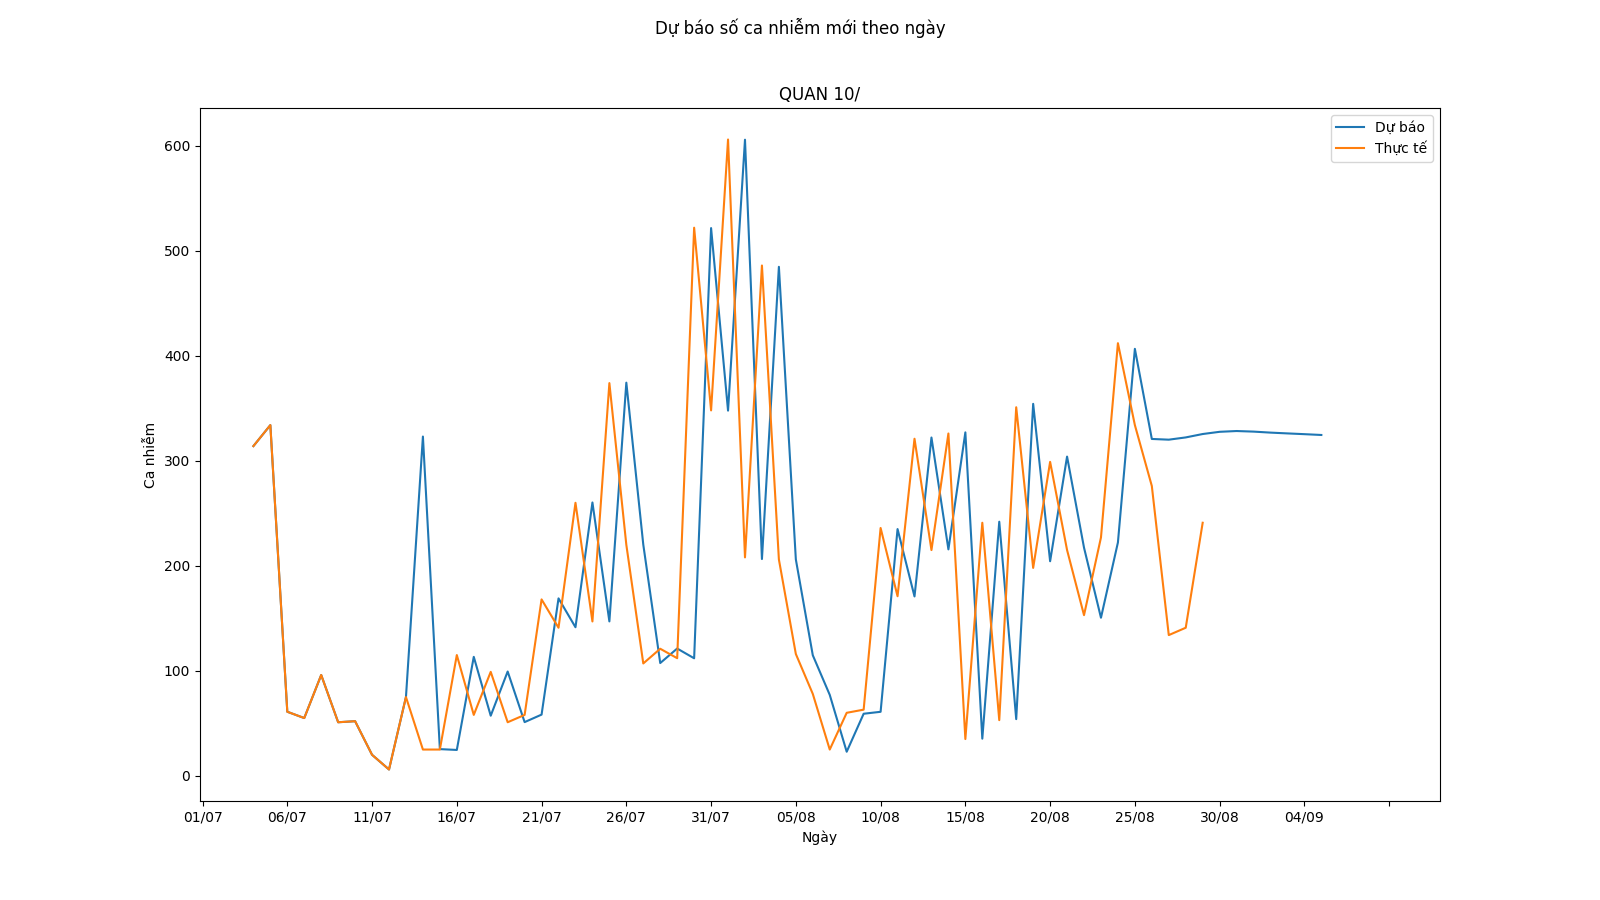 Dự báo số ca nhiễm mới theo ngày
QUAN 10/
Dự báo
Thực tế
600
500
400
300
200
100
0
Ca nhiễm
01/07 06/07 11/07 16/07 21/07 26/07 31/07 05/08 10/08 15/08 20/08 25/08 30/08 04/09
Ngày